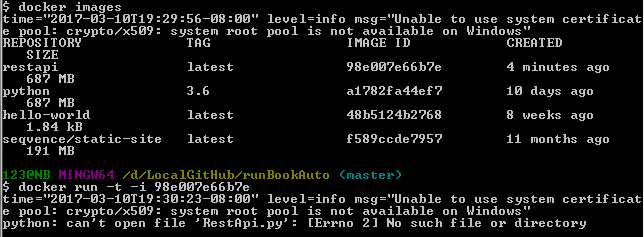 $ docker images
time="2017-03-10T19:29:56-08:00" level=info msg="Unable to use system certificat
e pool: crypto/x509: system root pool is not available on Windows"
REPOSITORY TAG IMAGE ID CREATED
SIZE
restapi latest 98e007e66b7e 4 minutes ago
687 MB
python 3.6 a1782fa44ef7 10 days ago
687 MB
hello-world latest 48b5124b2768 8 weeks ago
1.84 kB
seqvence/static-site latest f589ccde7957 11 months ago
191 MB
123@NB MINGW64 /d/LocalGitHub/runBookAuto (master)
$ docker run -t -i 98e007e66b7e
time="2017-03-10T19:30:23-08:00" level=info msg="Unable to use system certificat
e pool: crypto/x509: system root pool is not available on Windows"
python: can't open file 'RestApi.py': [Errno 2] No such file or directory